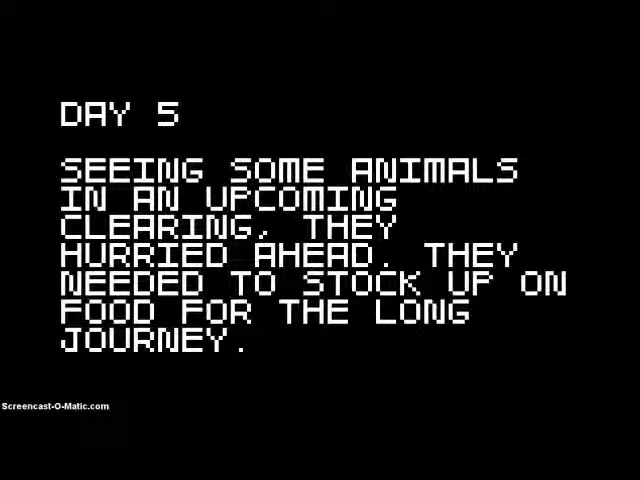 DAY 5
SEEING SOME ANIMALS
IN AN UPCOMING
CLEARING, THEY
HURRIED AHEAD. THEY
NEEDED TO STOCK UP ON
FOOD FOR THE LONG
JOURNEY.
Screencast-O-Matic.com